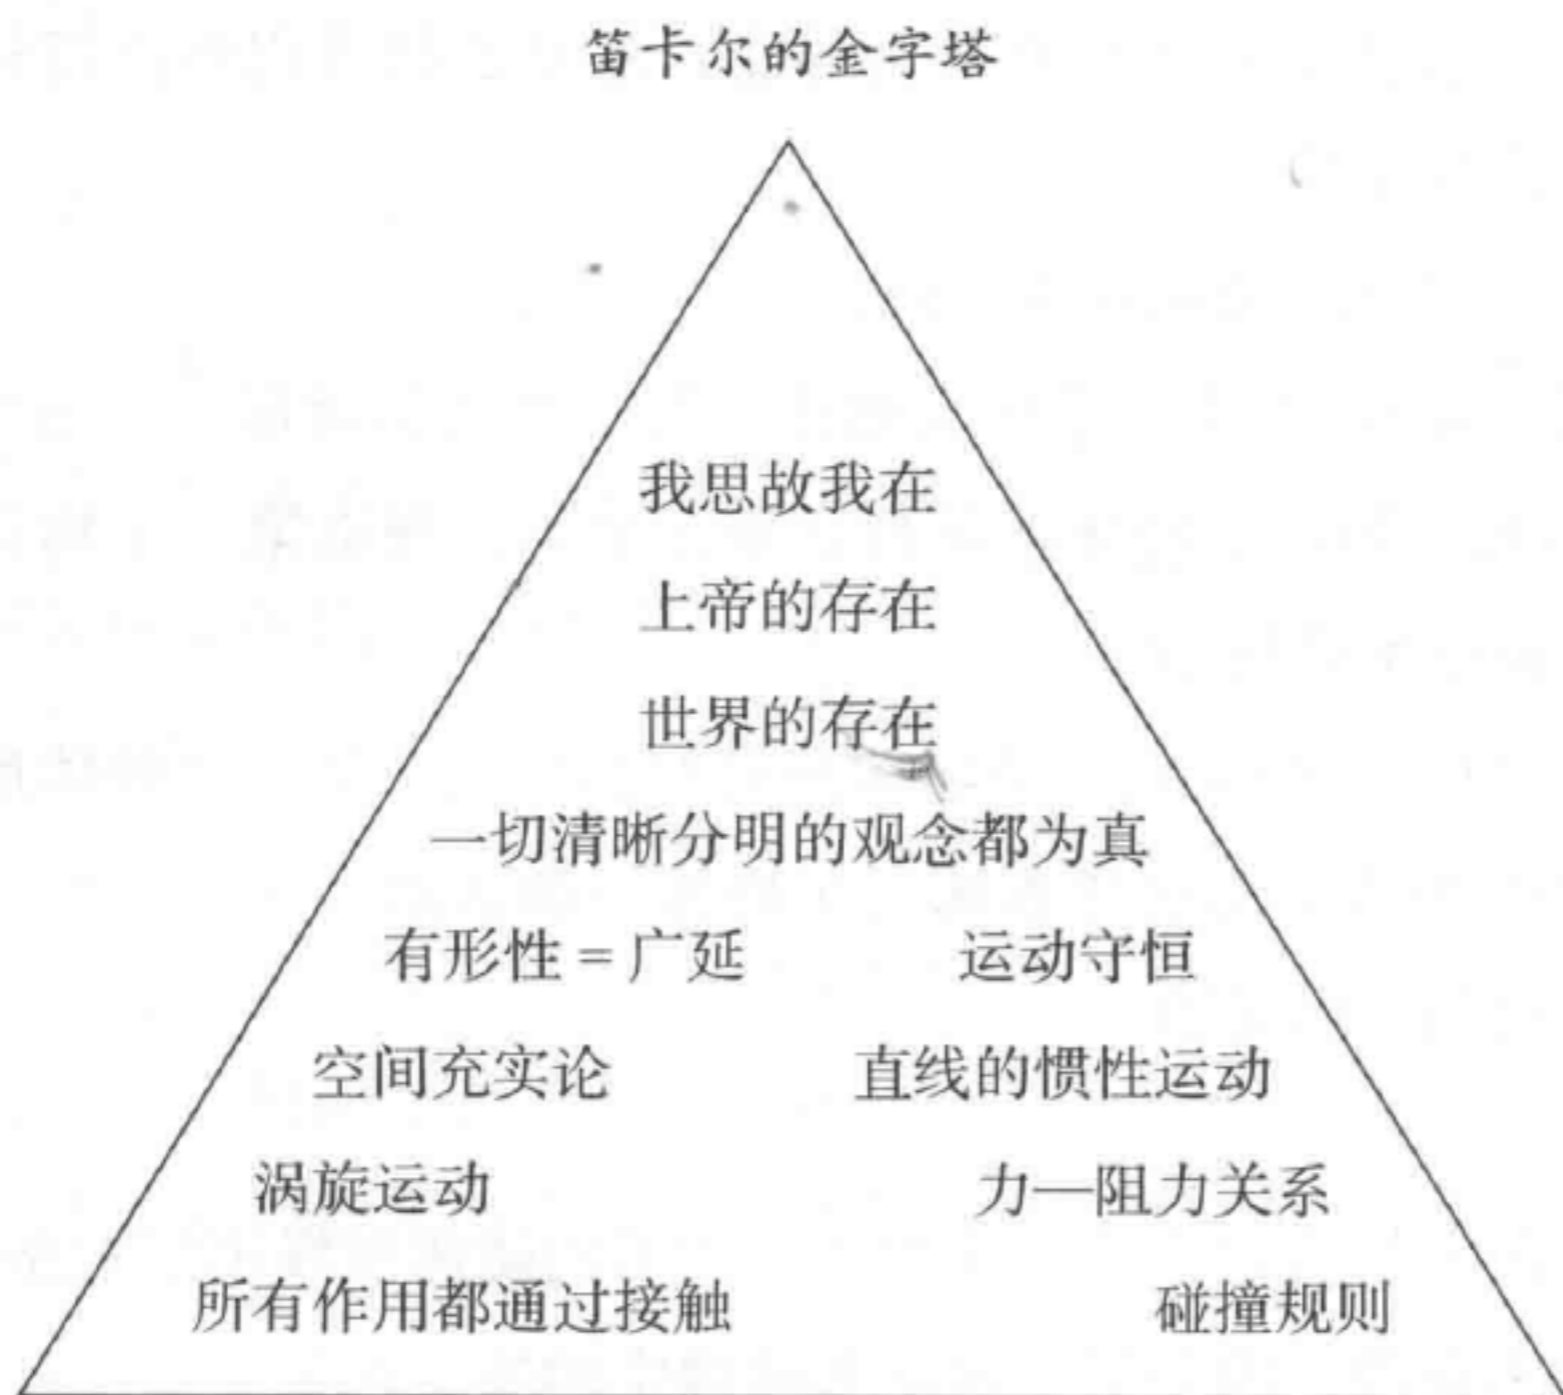 笛卡尔的金字塔
我思故我在
上帝的存在
世界的存在
一切清晰分明的观念都为真
有形性 = 广延 运动守恒
空间充实论 直线的惯性运动
涡旋运动 力—阻力关系
所有作用都通过接触 碰撞规则